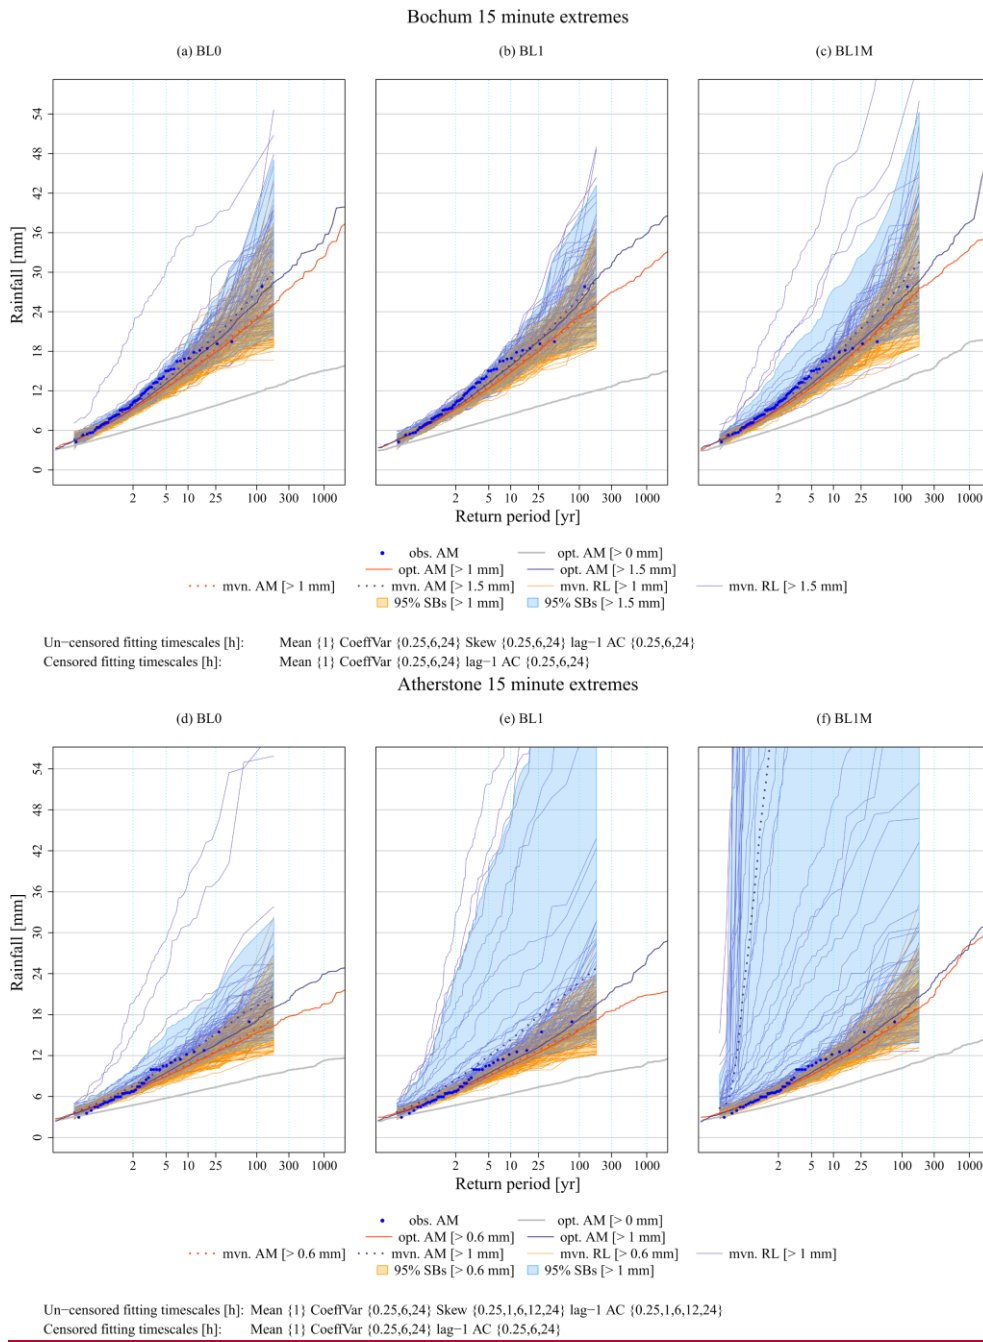 Bochum 15 minute extremes
(a) BL0 (b) BL1 (c) BL1M
Rainfall [mm]
0 6 12 18 24 30 36 42 48 54
2 5 10 25 100 300 1000 2 5 10 25 100 300 1000 2 5 10 25 100 300 1000
Return period [yr]
obs. AM opt. AM [> 0 mm]
opt. AM [> 1 mm] opt. AM [> 1.5 mm]
mvn. AM [> 1 mm] mvn. AM [> 1.5 mm] mvn. RL [> 1 mm] mvn. RL [> 1.5 mm]
95% SBs [> 1 mm] 95% SBs [> 1.5 mm]
Un−censored fitting timescales [h]: Mean {1} CoeffVar {0.25,6,24} Skew {0.25,6,24} lag−1 AC {0.25,6,24}
Censored fitting timescales [h]: Mean {1} CoeffVar {0.25,6,24} lag−1 AC {0.25,6,24}
Atherstone 15 minute extremes
(d) BL0 (e) BL1 (f) BL1M
Rainfall [mm]
0 6 12 18 24 30 36 42 48 54
2 5 10 25 100 300 1000 2 5 10 25 100 300 1000 2 5 10 25 100 300 1000
Return period [yr]
obs. AM opt. AM [> 0 mm]
opt. AM [> 0.6 mm] opt. AM [> 1 mm]
mvn. AM [> 0.6 mm] mvn. AM [> 1 mm] mvn. RL [> 0.6 mm] mvn. RL [> 1 mm]
95% SBs [> 0.6 mm] 95% SBs [> 1 mm]
Un−censored fitting timescales [h]: Mean {1} CoeffVar {0.25,6,24} Skew {0.25,1,6,12,24} lag−1 AC {0.25,1,6,12,24}
Censored fitting timescales [h]: Mean {1} CoeffVar {0.25,6,24} lag−1 AC {0.25,6,24}